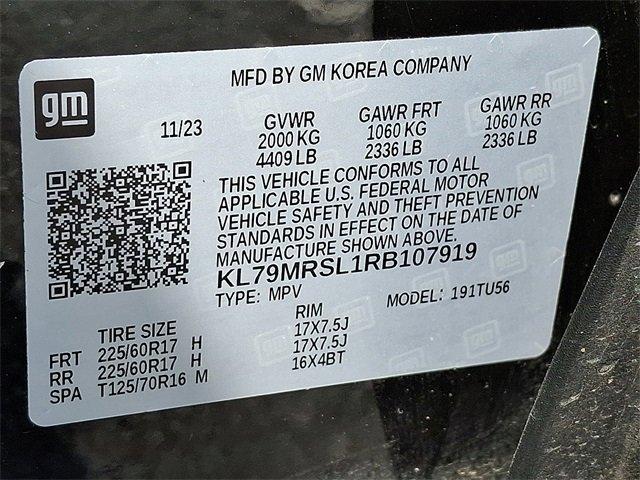 gm
MFD BY GM KOREA COMPANY
11/23
GVWR GAWR FRT GAWR RR
2000 KG 1060 KG 1060 KG
4409 LB 2336 LB 2336 LB
THIS VEHICLE CONFORMS TO ALL
APPLICABLE U.S. FEDERAL MOTOR
VEHICLE SAFETY AND THEFT PREVENTION
STANDARDS IN EFFECT ON THE DATE OF
MANUFACTURE SHOWN ABOVE.
KL79MRSL1RB107919
TYPE: MPV MODEL: 191TU56
TIRE SIZE RIM
FRT 225/60R17 H 17X7.5J
RR 225/60R17 H 17X7.5J
SPA T125/70R16 M 16X4BT